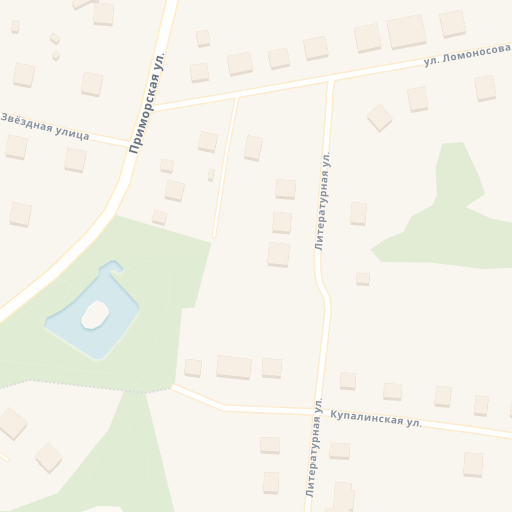 ул. Ломоносова
Приморская ул.
Звёздная улица
Литературная ул.
Купалинская ул.
Литературная ул.